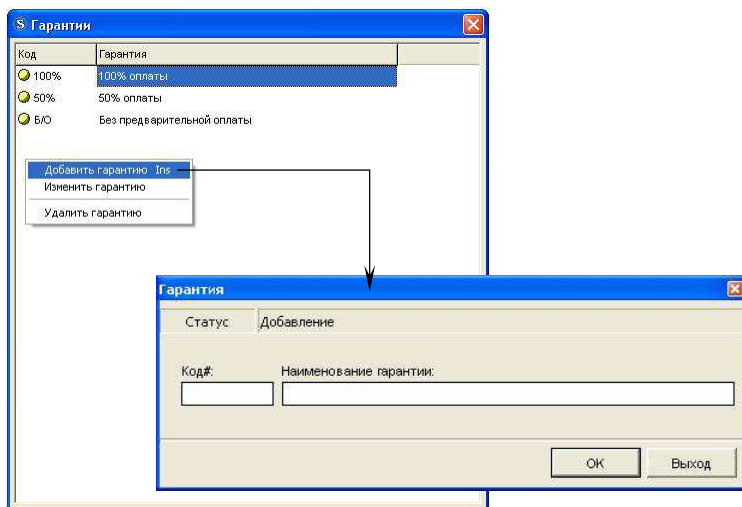 S Гарантии
Код Гарантия
100% 100% оплаты
50% 50% оплаты
Б/О Без предварительной оплаты
Добавить гарантию Ins
Изменить гарантию
Удалить гарантию
Гарантия
Статус Добавление
Код#: Наименование гарантии:
OK Выход